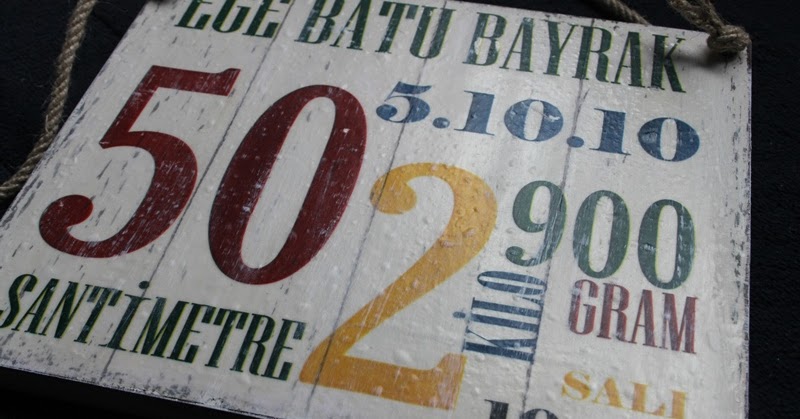 EGE BATU BAYRAK
5.10.10
50
SANTİMETRE
2
KİLO
900
GRAM
SALI